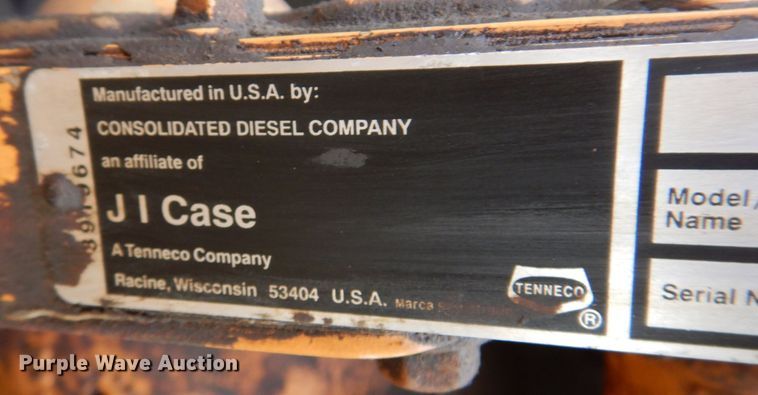 Manufactured in U.S.A. by:
CONSOLIDATED DIESEL COMPANY
an affiliate of
J I Case
A Tenneco Company
Racine, Wisconsin 53404 U.S.A. Marca
TENNECO
®
Model/
Name
Serial N
Purple Wave Auction